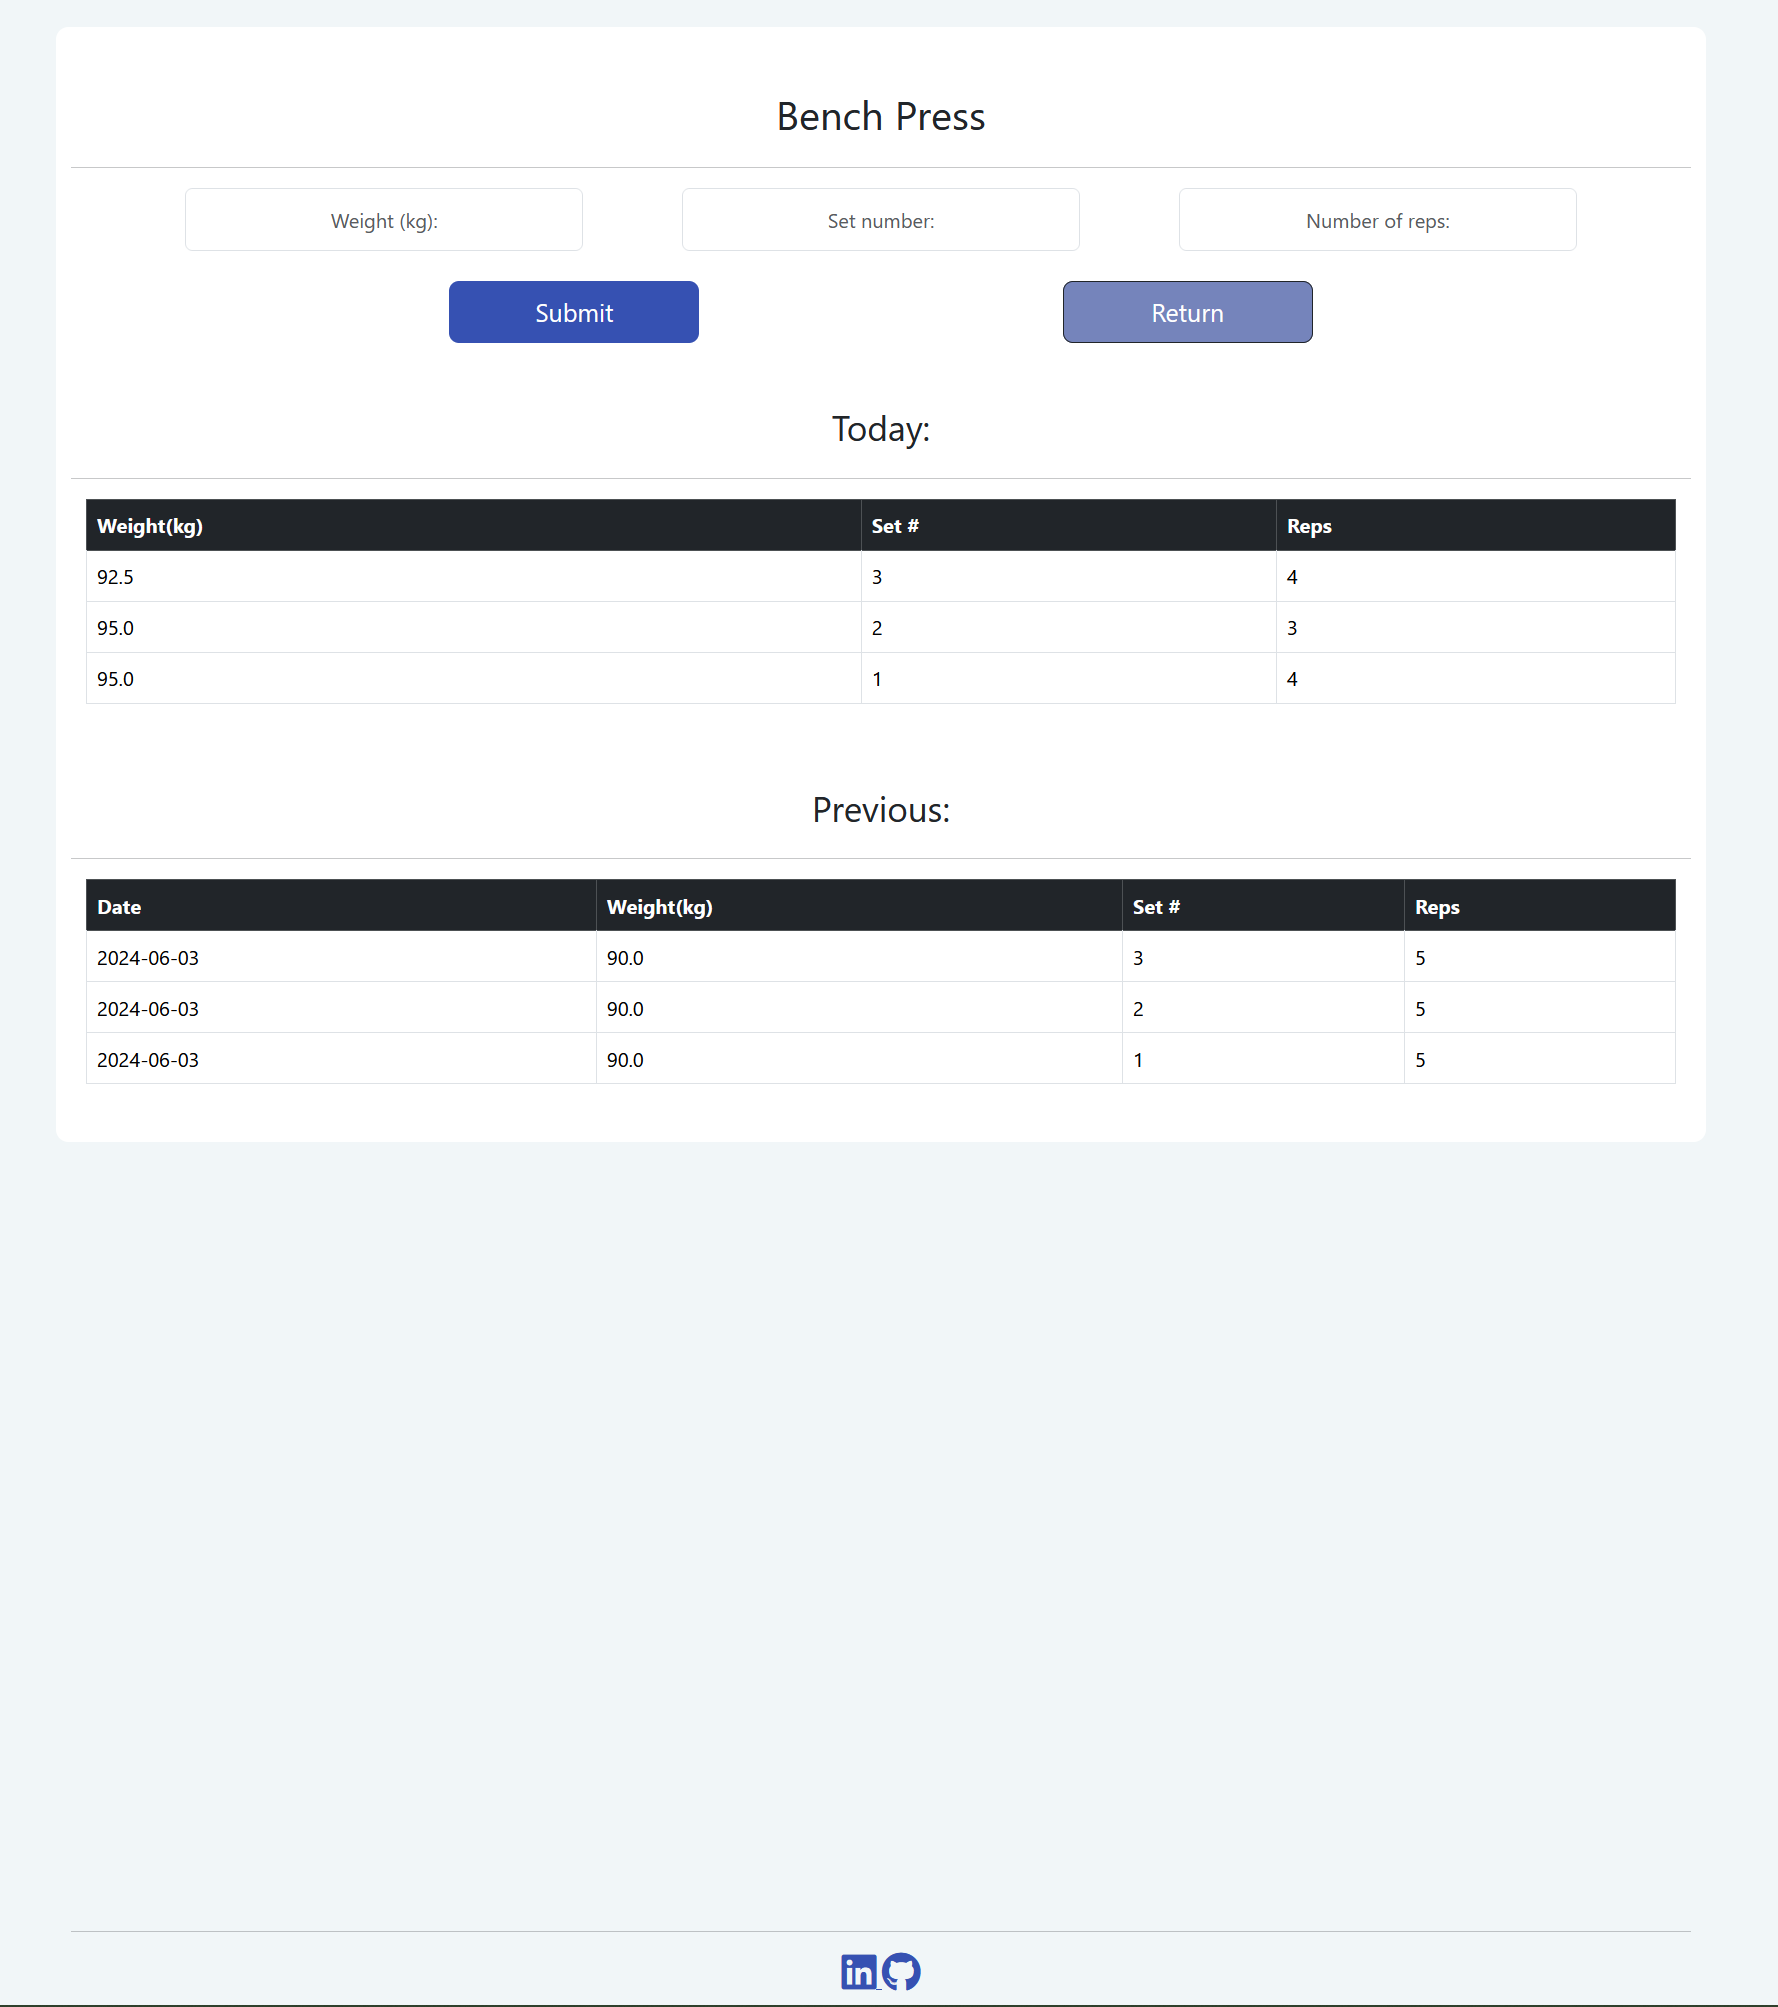 Bench Press
Weight (kg): Set number: Number of reps:
Submit Return
Today:
Weight(kg) Set # Reps
92.5 3 4
95.0 2 3
95.0 1 4
Previous:
Date Weight(kg) Set # Reps
2024-06-03 90.0 3 5
2024-06-03 90.0 2 5
2024-06-03 90.0 1 5
in